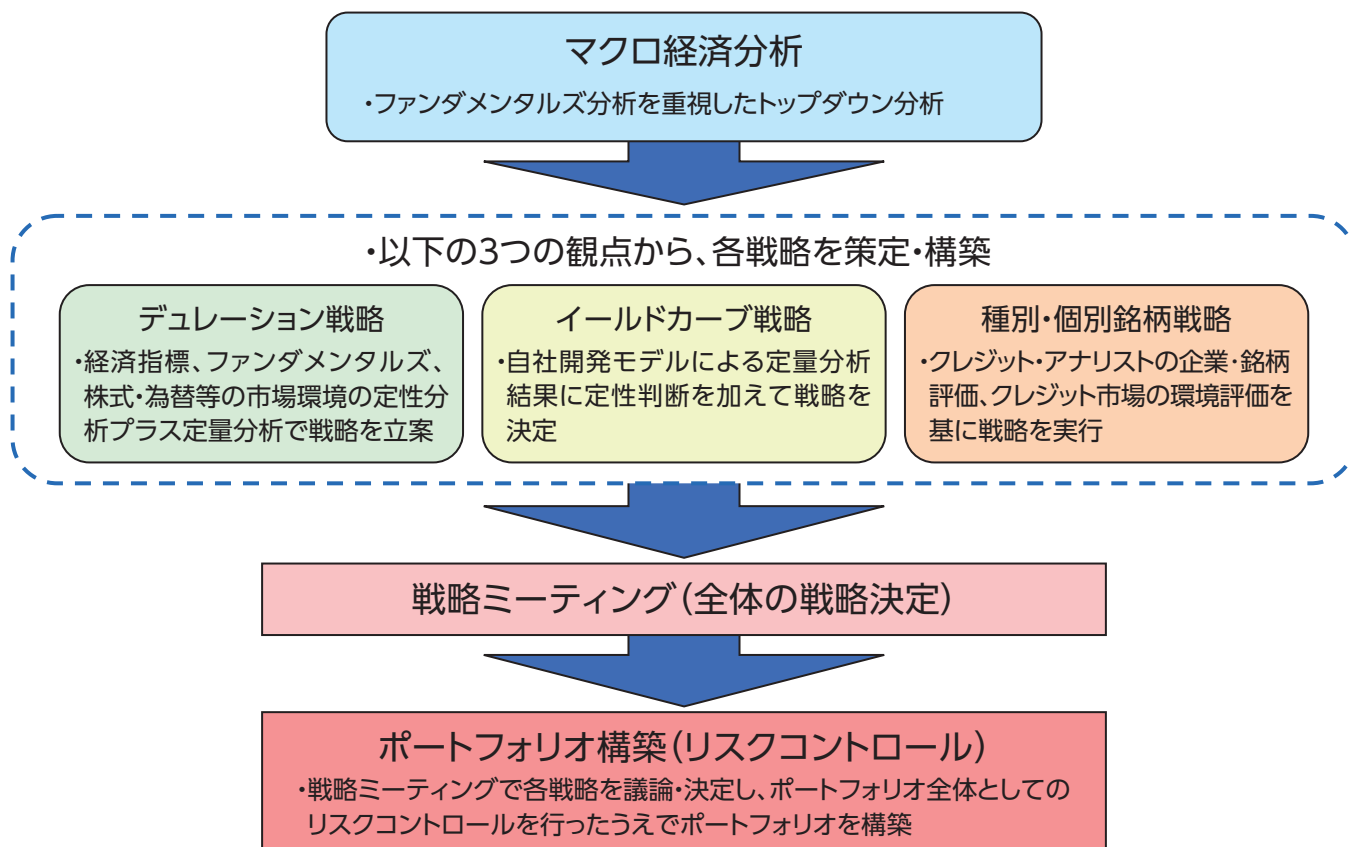 マクロ経済分析
・ファンダメンタルズ分析を重視したトップダウン分析
・以下の3つの観点から、各戦略を策定・構築
デュレーション戦略
・経済指標、ファンダメンタルズ、
株式・為替等の市場環境の定性分
析プラス定量分析で戦略を立案
イールドカーブ戦略
・自社開発モデルによる定量分析
結果に定性判断を加えて戦略を
決定
種別・個別銘柄戦略
・クレジット・アナリストの企業・銘柄
評価、クレジット市場の環境評価を
基に戦略を実行
戦略ミーティング(全体の戦略決定)
ポートフォリオ構築(リスクコントロール)
・戦略ミーティングで各戦略を議論・決定し、ポートフォリオ全体としての
リスクコントロールを行ったうえでポートフォリオを構築